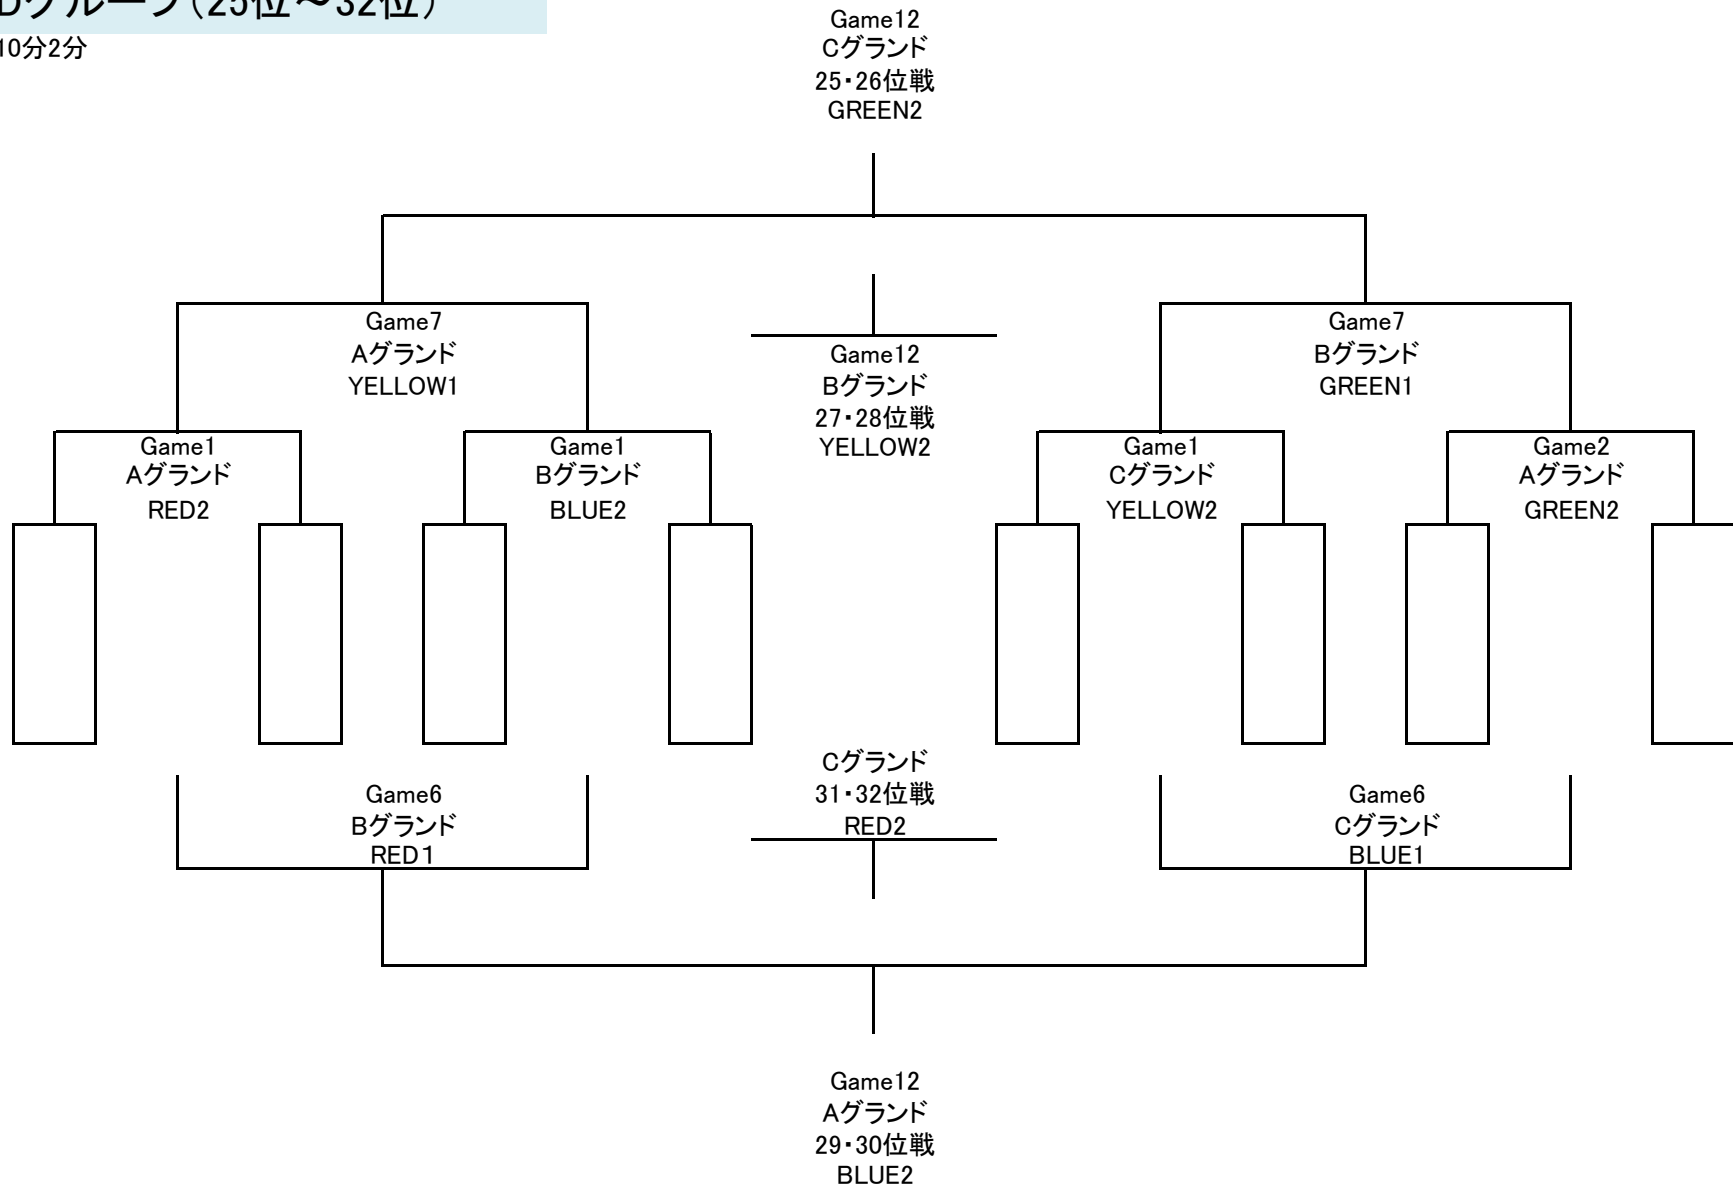 Dグループ（25位～32位）
10分2分
Game12
Cグランド
25・26位戦
GREEN2
Game7
Aグランド
YELLOW1
Game12
Bグランド
27・28位戦
YELLOW2
Game7
Bグランド
GREEN1
Game1
Aグランド
RED2
Game1
Bグランド
BLUE2
Game1
Cグランド
YELLOW2
Game2
Aグランド
GREEN2
Game6
Bグランド
RED1
Cグランド
31・32位戦
RED2
Game6
Cグランド
BLUE1
Game12
Aグランド
29・30位戦
BLUE2